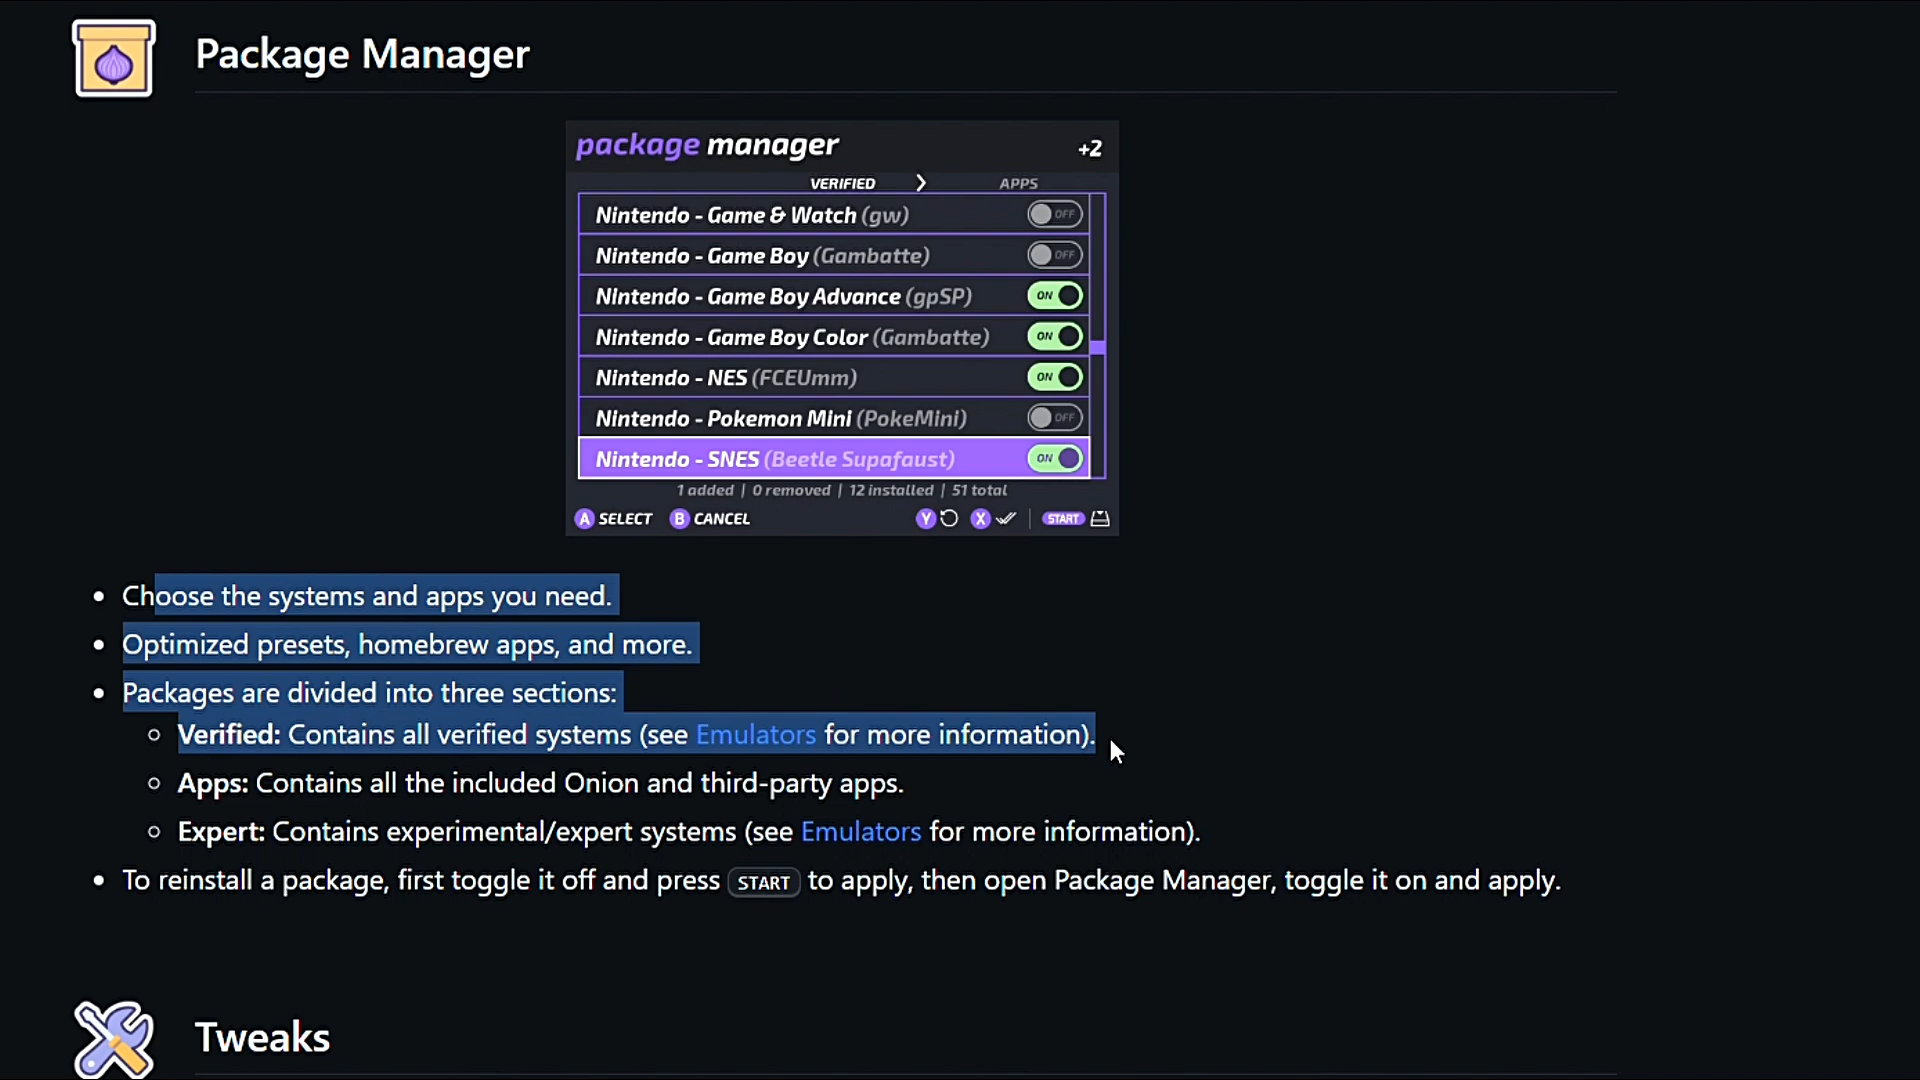 Package Manager
package manager +2
VERIFIED > APPS
Nintendo - Game & Watch (gw) OFF
Nintendo - Game Boy (Gambatte) OFF
Nintendo - Game Boy Advance (gpSP) ON
Nintendo - Game Boy Color (Gambatte) ON
Nintendo - NES (FCEUmm) ON
Nintendo - Pokemon Mini (PokeMini) OFF
Nintendo - SNES (Beetle Supafaust) ON
1 added | 0 removed | 12 installed | 51 total
A SELECT B CANCEL Y X | START
• Choose the systems and apps you need.
• Optimized presets, homebrew apps, and more.
• Packages are divided into three sections:
○ Verified: Contains all verified systems (see Emulators for more information).
○ Apps: Contains all the included Onion and third-party apps.
○ Expert: Contains experimental/expert systems (see Emulators for more information).
• To reinstall a package, first toggle it off and press START to apply, then open Package Manager, toggle it on and apply.
Tweaks